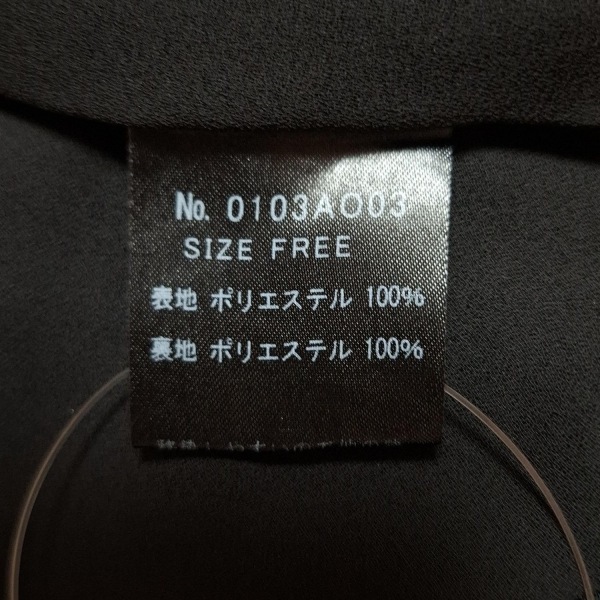 No. 0103AO03
SIZE FREE
表地 ポリエステル 100%
裏地 ポリエステル 100%